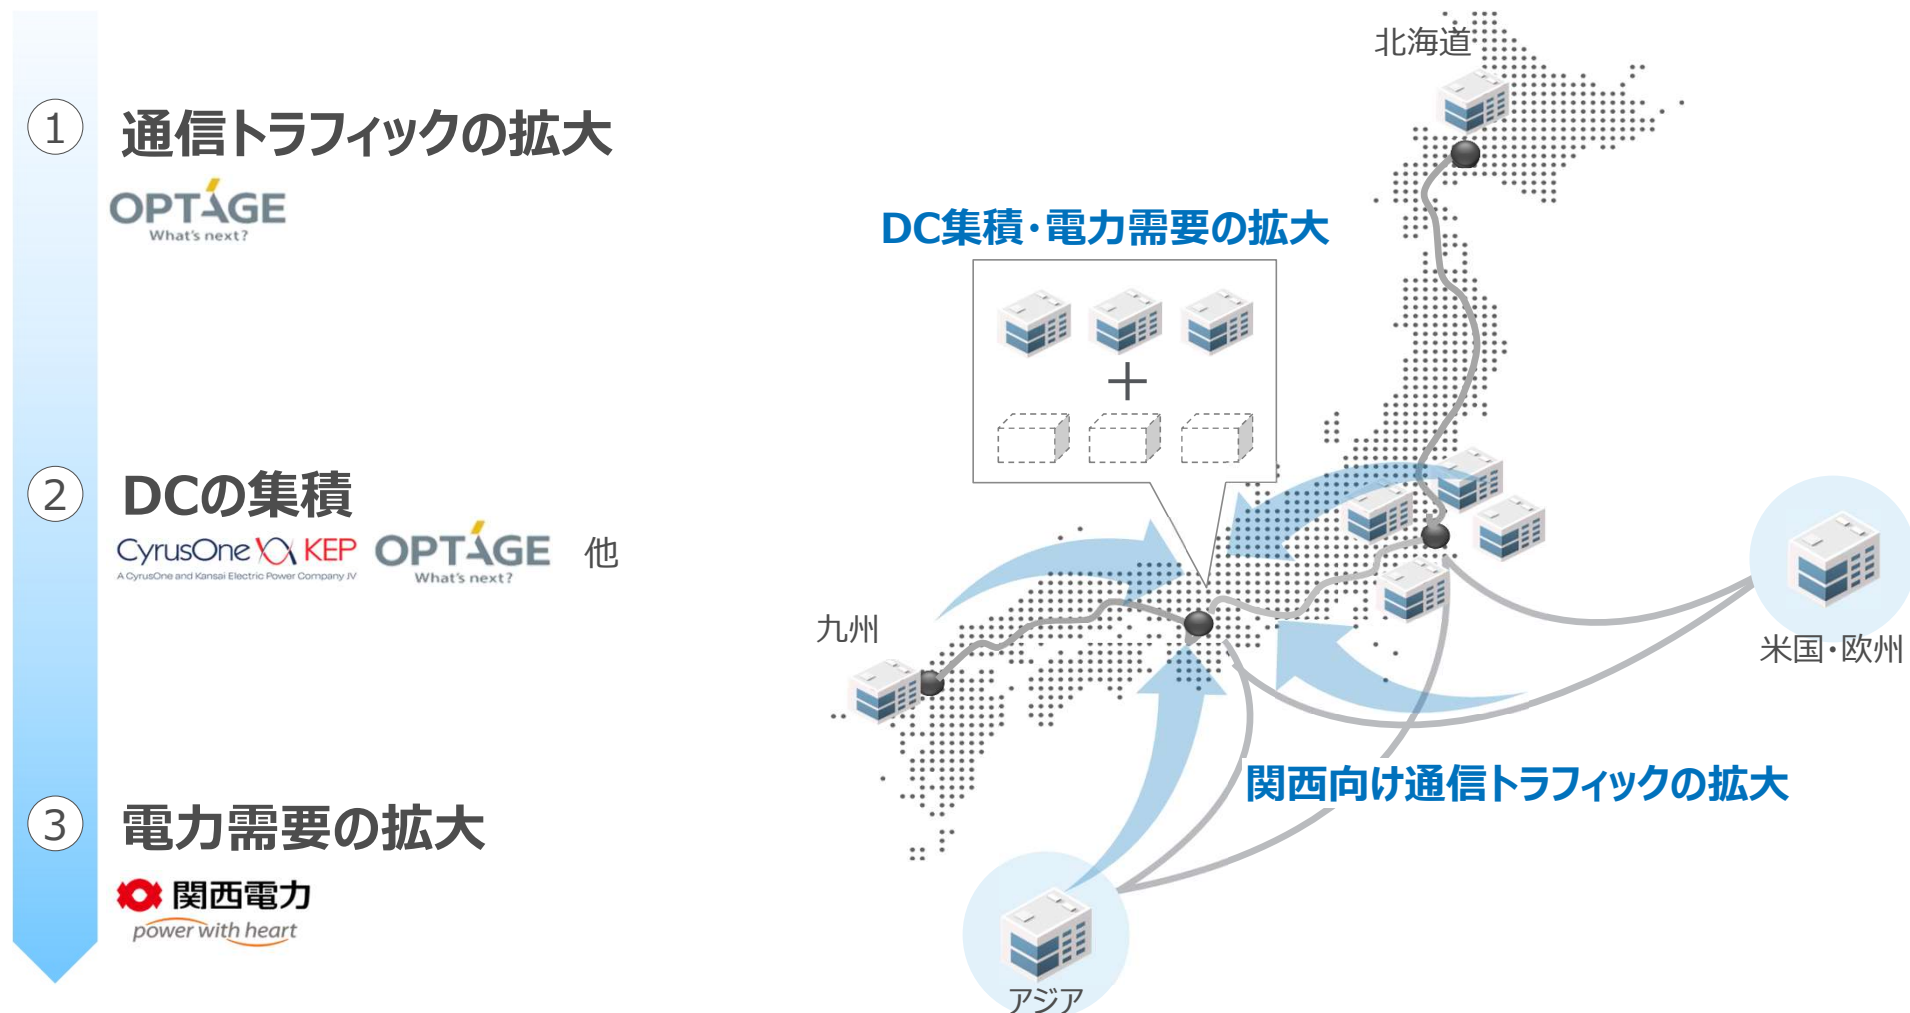 ① 通信トラフィックの拡大
OPTAGE
What's next?
② DCの集積
CyrusOne KEP
A CyrusOne and Kansai Electric Power Company JV
OPTAGE
What's next?
他
③ 電力需要の拡大
関西電力
power with heart
北海道
DC集積・電力需要の拡大
＋
九州
米国・欧州
関西向け通信トラフィックの拡大
アジア